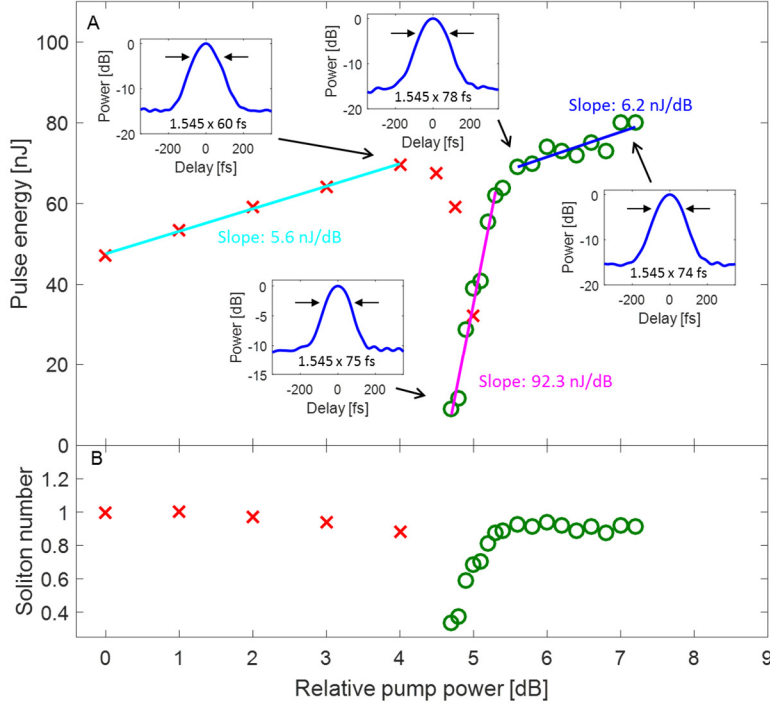 A
110
100
80
60
40
20
0
Pulse energy [nJ]
0
-10
-20
Power [dB]
1.545 x 60 fs
-200 0 200
Delay [fs]
0
-10
-20
Power [dB]
1.545 x 78 fs
-200 0 200
Delay [fs]
Slope: 6.2 nJ/dB
Slope: 5.6 nJ/dB
0
-10
-20
Power [dB]
1.545 x 74 fs
-200 0 200
Delay [fs]
0
-5
-10
-15
Power [dB]
1.545 x 75 fs
-200 0 200
Delay [fs]
Slope: 92.3 nJ/dB
B
1.2
1
0.8
0.6
0.4
Soliton number
0 1 2 3 4 5 6 7 8 9
Relative pump power [dB]